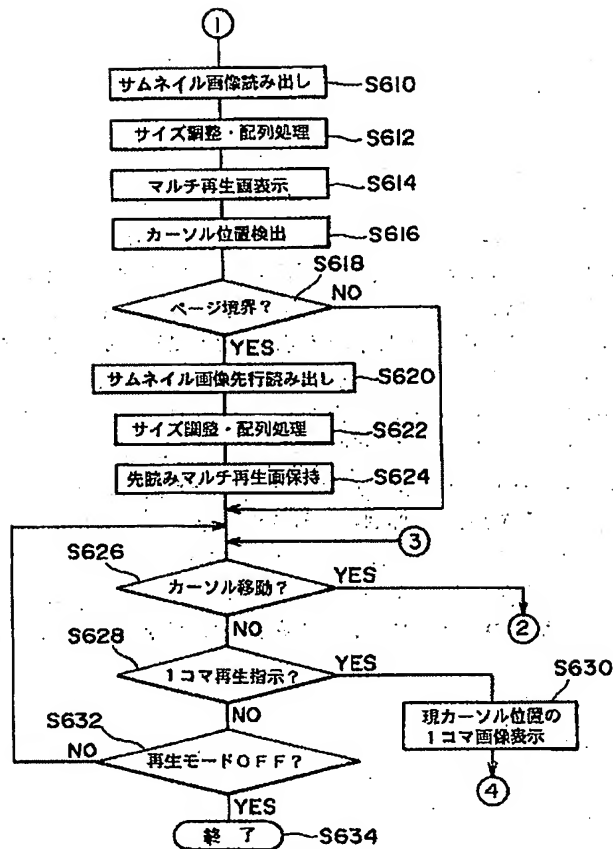 ①
サムネイル画像読み出し S610
サイズ調整・配列処理 S612
マルチ再生画表示 S614
カーソル位置検出 S616
S618
ページ境界? NO
YES
サムネイル画像先行読み出し S620
サイズ調整・配列処理 S622
先読みマルチ再生面保持 S624
③
S626
カーソル移動? YES
②
NO
S628
1コマ再生指示? YES
S630
NO
現カーソル位置の
1コマ画像表示
S632
NO 再生モードOFF?
④
YES
終了 S634